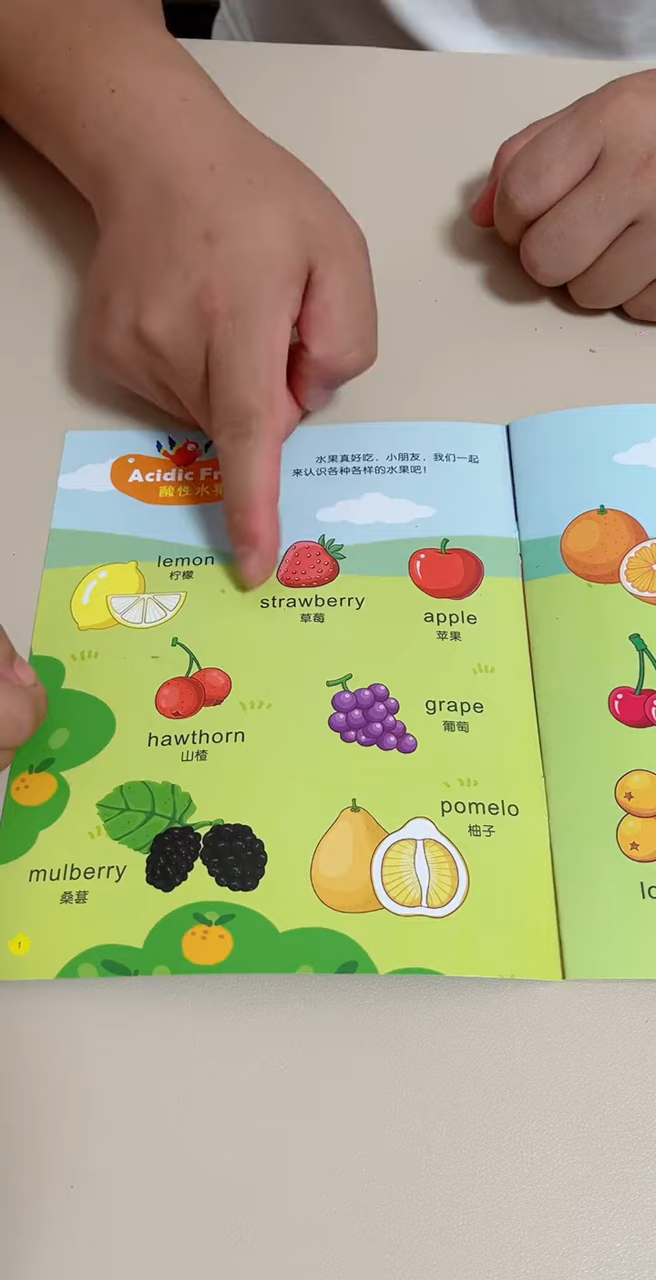 Acidic Fr
酸性水果
水果真好吃，小朋友，我们一起
来认识各种各样的水果吧！
lemon
柠檬
strawberry
草莓
apple
苹果
hawthorn
山楂
grape
葡萄
mulberry
桑葚
pomelo
柚子
1
lo